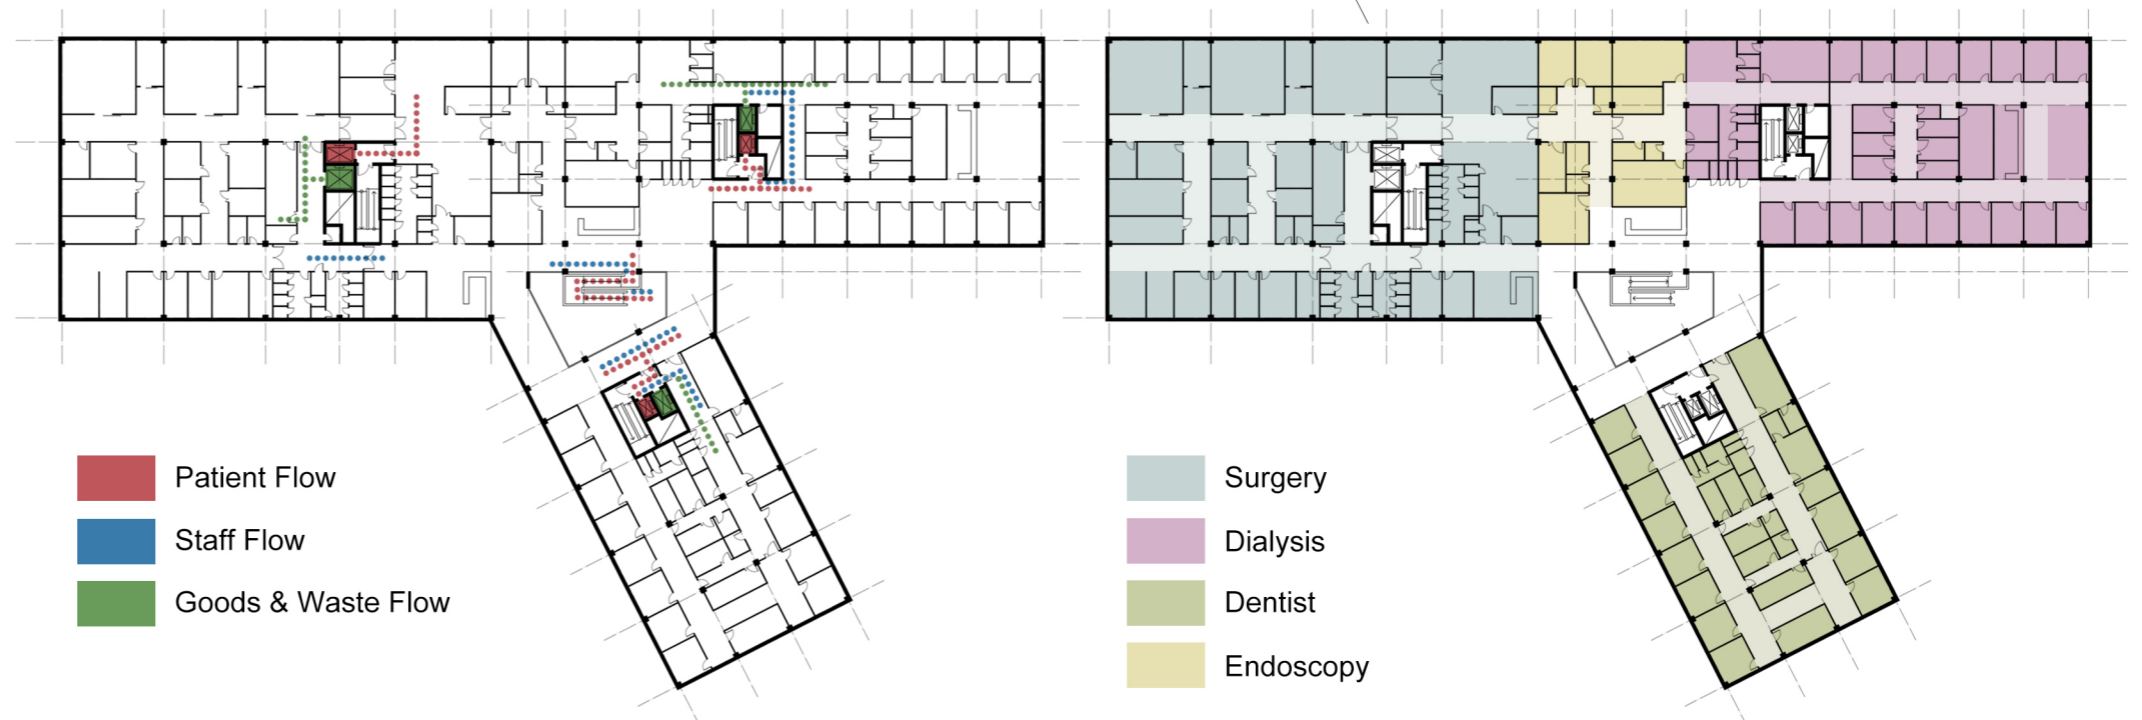 Patient Flow
Staff Flow
Goods & Waste Flow
Surgery
Dialysis
Dentist
Endoscopy